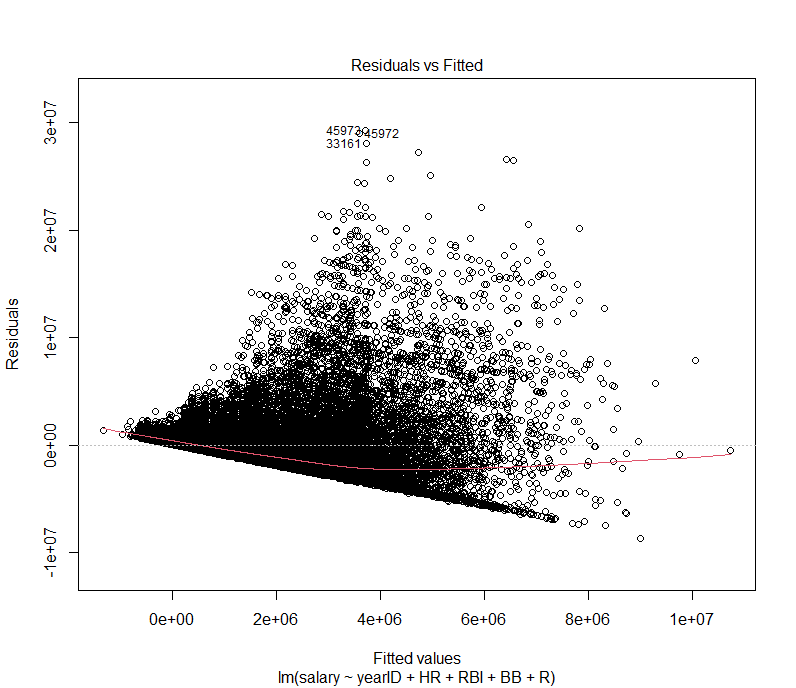 Residuals vs Fitted
3e+07
2e+07
1e+07
0e+00
-1e+07
Residuals
45973
45972
33161
0e+00 2e+06 4e+06 6e+06 8e+06 1e+07
Fitted values
lm(salary ~ yearID + HR + RBI + BB + R)